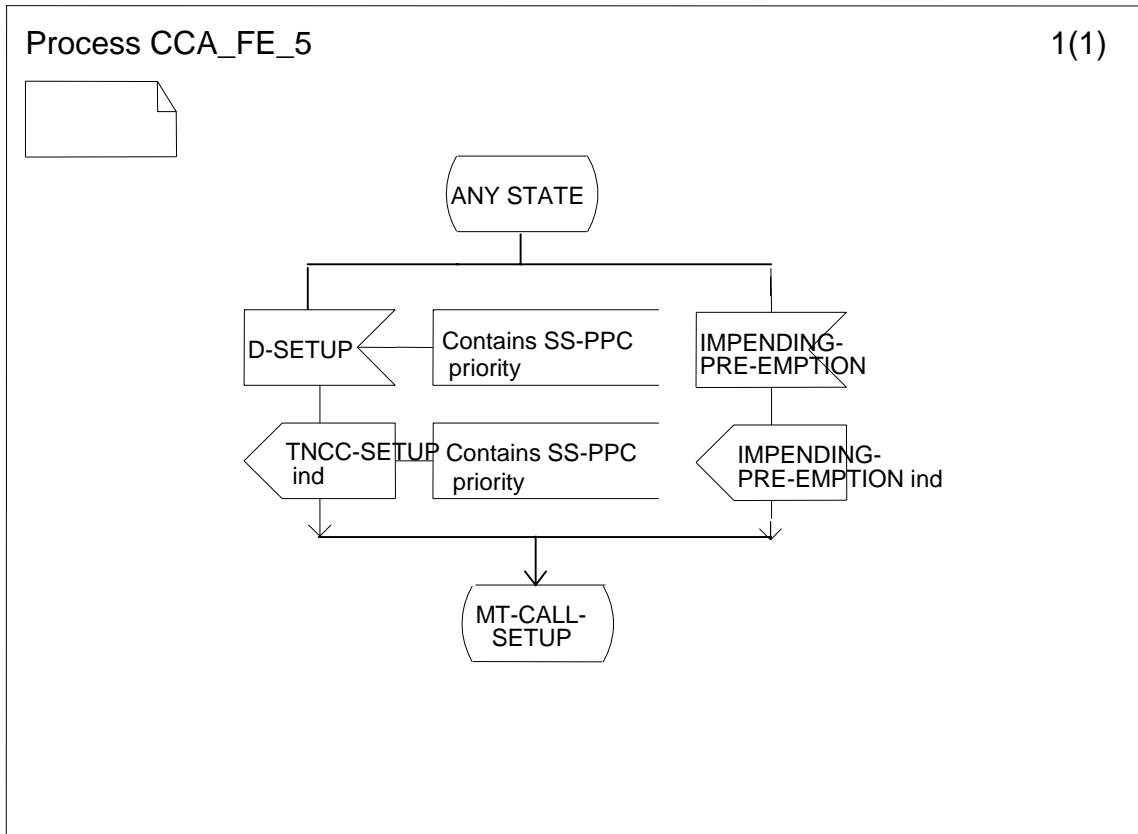 Process CCA_FE_5
1(1)
ANY STATE
D-SETUP
Contains SS-PPC
priority
IMPENDING-
PRE-EMPTION
TNCC-SETUP
ind
Contains SS-PPC
priority
IMPENDING-
PRE-EMPTION ind
MT-CALL-
SETUP